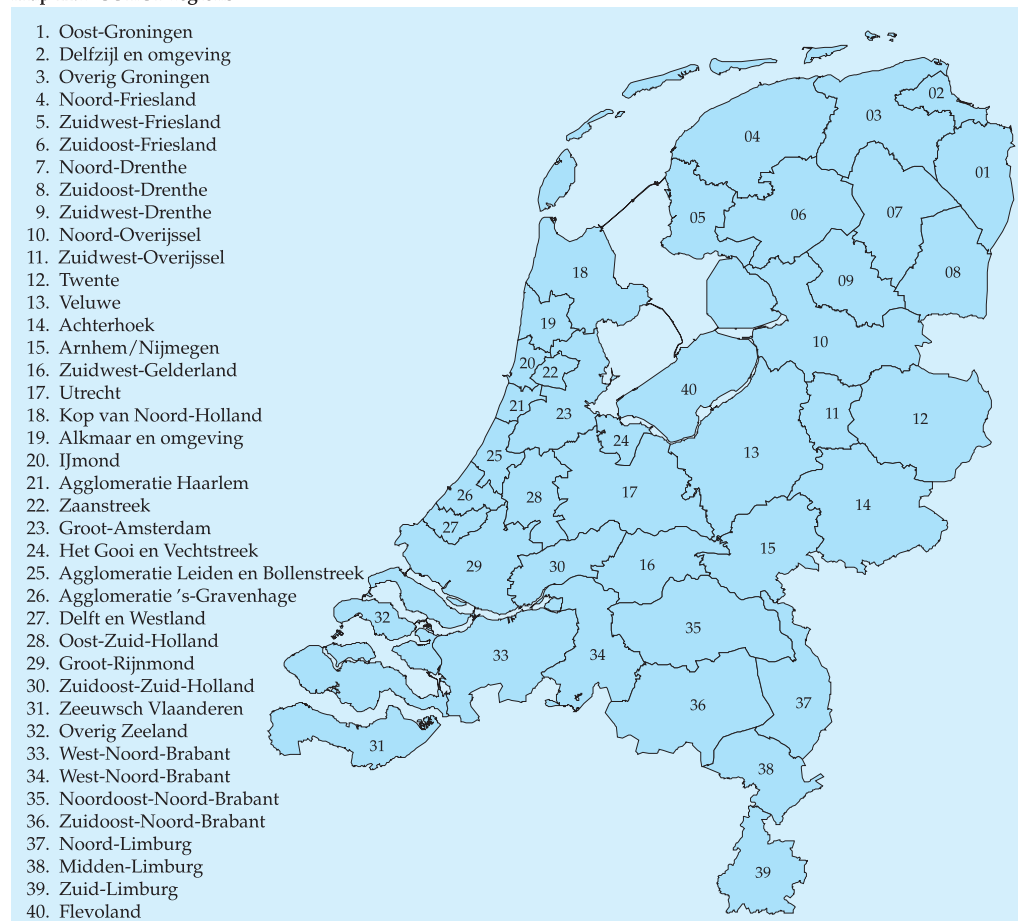 1. Oost-Groningen
2. Delfzijl en omgeving
3. Overig Groningen
4. Noord-Friesland
5. Zuidwest-Friesland
6. Zuidoost-Friesland
7. Noord-Drenthe
8. Zuidoost-Drenthe
9. Zuidwest-Drenthe
10. Noord-Overijssel
11. Zuidwest-Overijssel
12. Twente
13. Veluwe
14. Achterhoek
15. Arnhem/Nijmegen
16. Zuidwest-Gelderland
17. Utrecht
18. Kop van Noord-Holland
19. Alkmaar en omgeving
20. IJmond
21. Agglomeratie Haarlem
22. Zaanstreek
23. Groot-Amsterdam
24. Het Gooi en Vechtstreek
25. Agglomeratie Leiden en Bollenstreek
26. Agglomeratie ’s-Gravenhage
27. Delft en Westland
28. Oost-Zuid-Holland
29. Groot-Rijnmond
30. Zuidoost-Zuid-Holland
31. Zeeuwsch Vlaanderen
32. Overig Zeeland
33. West-Noord-Brabant
34. West-Noord-Brabant
35. Noordoost-Noord-Brabant
36. Zuidoost-Noord-Brabant
37. Noord-Limburg
38. Midden-Limburg
39. Zuid-Limburg
40. Flevoland
02
03
04
01
05
06
07
18
09
08
19
10
20
22
40
21
23
11
12
24
25
13
26
28
17
14
27
15
29
30
16
32
35
33
34
36
37
31
38
39